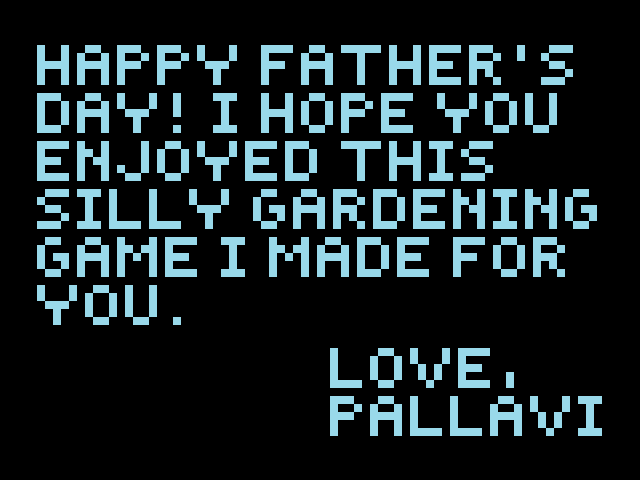 HAPPY FATHER'S
DAY! I HOPE YOU
ENJOYED THIS
SILLY GARDENING
GAME I MADE FOR
YOU.
LOVE,
PALLAVI